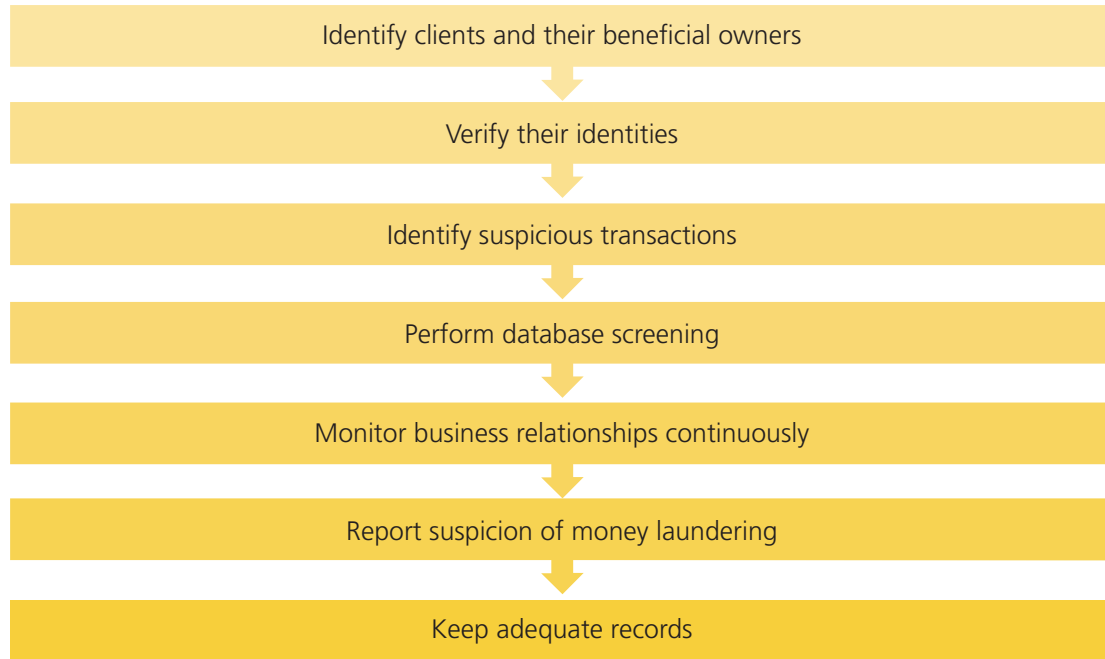 Identify clients and their beneficial owners
Verify their identities
Identify suspicious transactions
Perform database screening
Monitor business relationships continuously
Report suspicion of money laundering
Keep adequate records